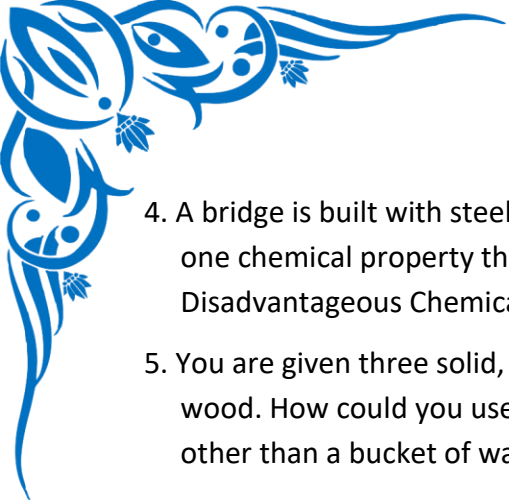 4. A bridge is built with steel
one chemical property th
Disadvantageous Chemica
5. You are given three solid,
wood. How could you use
other than a bucket of wa